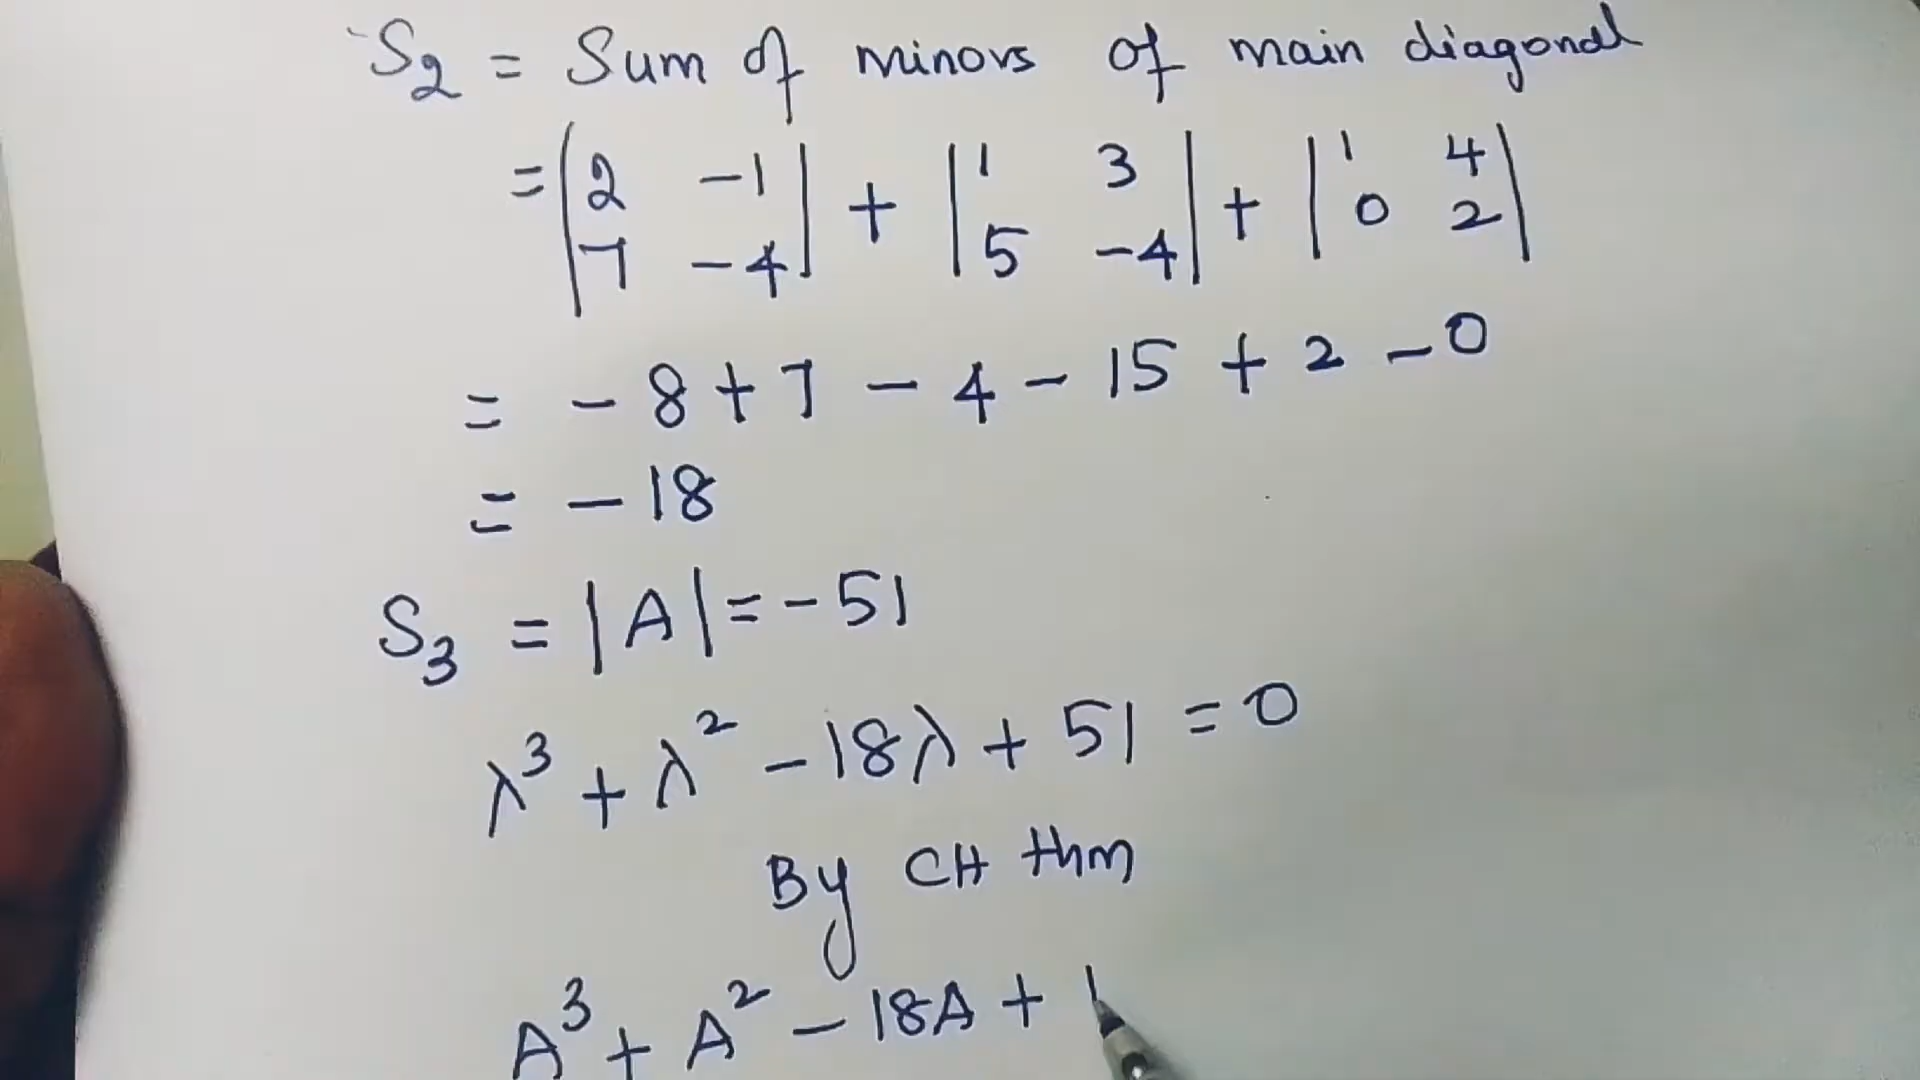 S2 = Sum of minors of main diagonal
= |2 -1| + |1 3| + |1 4|
|7 -4| |5 -4| |0 2|
= - 8 + 7 - 4 - 15 + 2 - 0
= - 18
S3 = |A| = - 51
λ³ + λ² - 18λ + 51 = 0
By CH thm
A³ + A² - 18A +